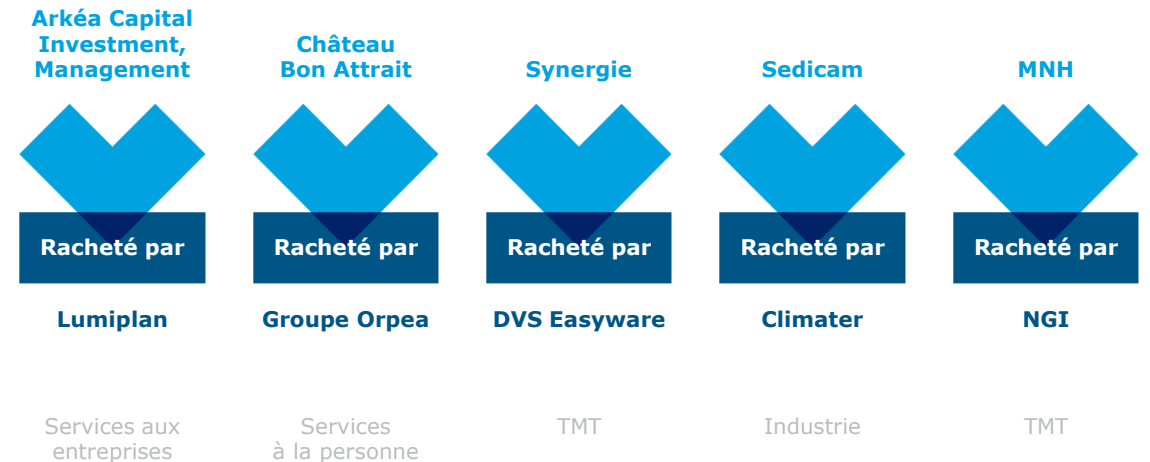 Arkéa Capital
Investment,
Management
Château
Bon Attrait
Synergie
Sedicam
MNH
Racheté par
Racheté par
Racheté par
Racheté par
Racheté par
Lumiplan
Groupe Orpea
DVS Easyware
Climater
NGI
Services aux
entreprises
Services
à la personne
TMT
Industrie
TMT